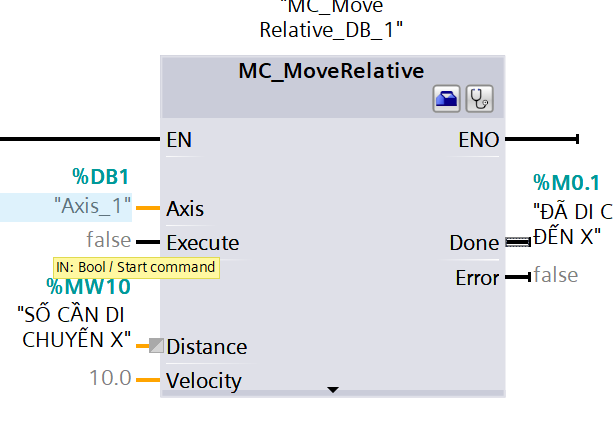 "MC_Move
Relative_DB_1"
MC_MoveRelative
EN
ENO
%DB1
"Axis_1"
Axis
false
Execute
IN: Bool / Start command
%M0.1
"ĐÃ DI C
ĐẾN X"
Done
Error
false
%MW10
"SỐ CẦN DI
CHUYỂN X"
Distance
10.0
Velocity